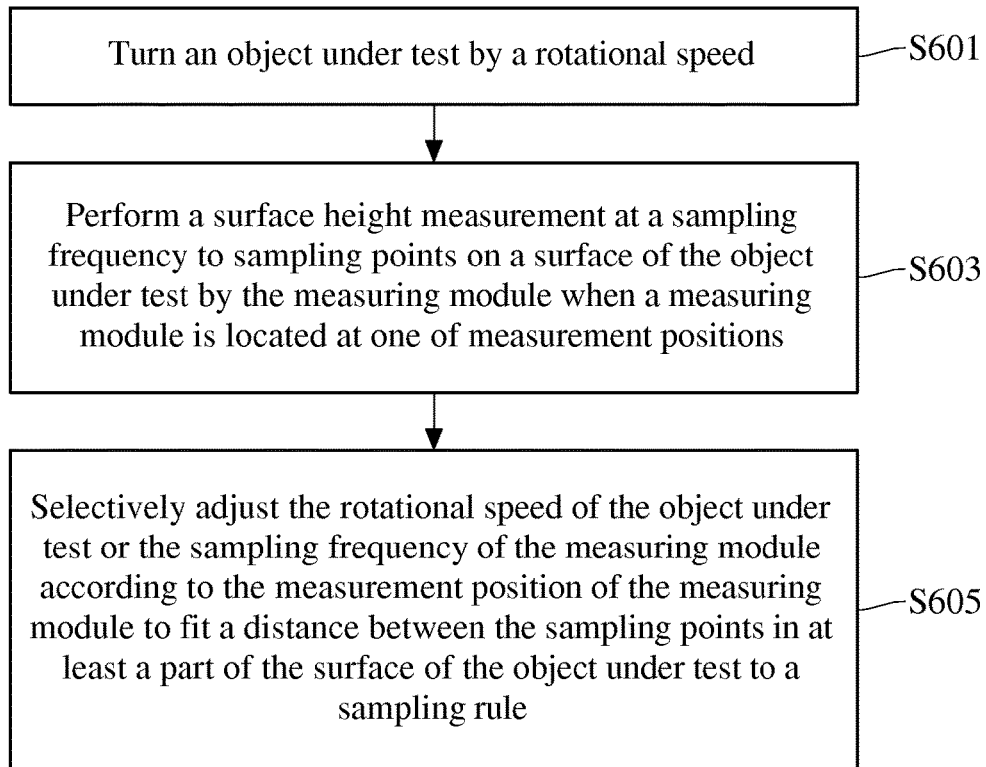 Turn an object under test by a rotational speed
S601
Perform a surface height measurement at a sampling
frequency to sampling points on a surface of the object
under test by the measuring module when a measuring
module is located at one of measurement positions
S603
Selectively adjust the rotational speed of the object under
test or the sampling frequency of the measuring module
according to the measurement position of the measuring
module to fit a distance between the sampling points in at
least a part of the surface of the object under test to a
sampling rule
S605